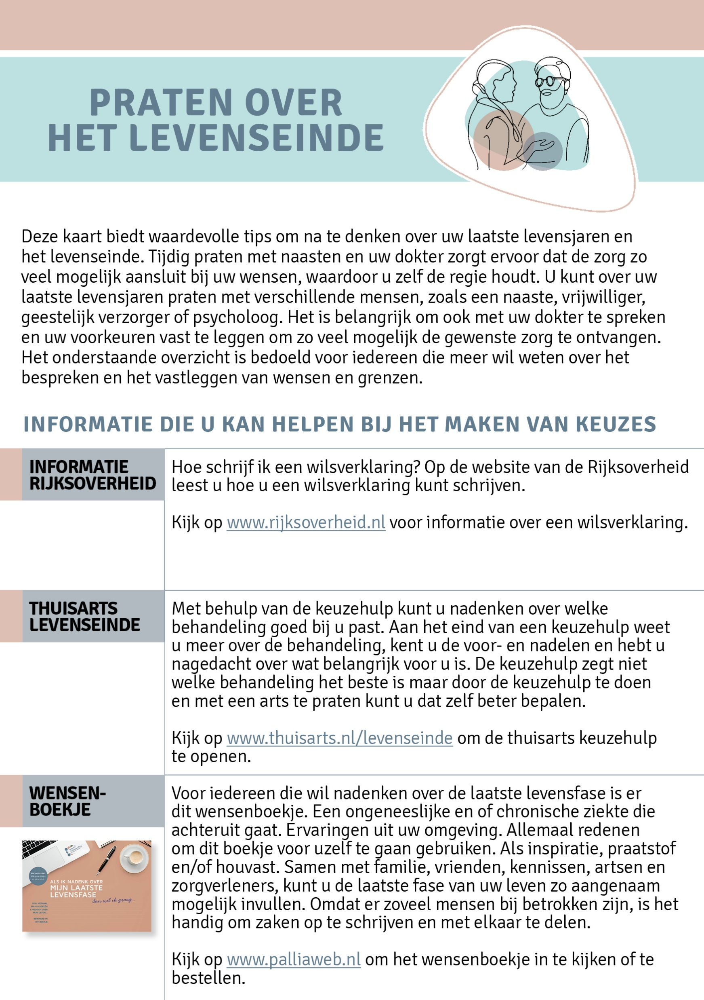 PRATEN OVER
HET LEVENSEINDE
Deze kaart biedt waardevolle tips om na te denken over uw laatste levensjaren en
het levenseinde. Tijdig praten met naasten en uw dokter zorgt ervoor dat de zorg zo
veel mogelijk aansluit bij uw wensen, waardoor u zelf de regie houdt. U kunt over uw
laatste levensjaren praten met verschillende mensen, zoals een naaste, vrijwilliger,
geestelijk verzorger of psycholoog. Het is belangrijk om ook met uw dokter te spreken
en uw voorkeuren vast te leggen om zo veel mogelijk de gewenste zorg te ontvangen.
Het onderstaande overzicht is bedoeld voor iedereen die meer wil weten over het
bespreken en het vastleggen van wensen en grenzen.
INFORMATIE DIE U KAN HELPEN BIJ HET MAKEN VAN KEUZES
INFORMATIE
RIJKSOVERHEID
Hoe schrijf ik een wilsverklaring? Op de website van de Rijksoverheid
leest u hoe u een wilsverklaring kunt schrijven.
Kijk op www.rijksoverheid.nl voor informatie over een wilsverklaring.
THUISARTS
LEVENSEINDE
Met behulp van de keuzehulp kunt u nadenken over welke
behandeling goed bij u past. Aan het eind van een keuzehulp weet
u meer over de behandeling, kent u de voor- en nadelen en hebt u
nagedacht over wat belangrijk voor u is. De keuzehulp zegt niet
welke behandeling het beste is maar door de keuzehulp te doen
en met een arts te praten kunt u dat zelf beter bepalen.
Kijk op www.thuisarts.nl/levenseinde om de thuisarts keuzehulp
te openen.
WENSEN-
BOEKJE
PDF INVULLEN?
ALS IK NADENK OVER
MIJN LAATSTE
LEVENSFASE
dan wil ik graag...
MIJN VERHAAL
EN MIJN IDEEËN
& WENSEN OVER
MIJN LEVEN...
BEWAARD IN
DIT BOEKJE
Voor iedereen die wil nadenken over de laatste levensfase is er
dit wensenboekje. Een ongeneeslijke en of chronische ziekte die
achteruit gaat. Ervaringen uit uw omgeving. Allemaal redenen
om dit boekje voor uzelf te gaan gebruiken. Als inspiratie, praatstof
en/of houvast. Samen met familie, vrienden, kennissen, artsen en
zorgverleners, kunt u de laatste fase van uw leven zo aangenaam
mogelijk invullen. Omdat er zoveel mensen bij betrokken zijn, is het
handig om zaken op te schrijven en met elkaar te delen.
Kijk op www.palliaweb.nl om het wensenboekje in te kijken of te
bestellen.